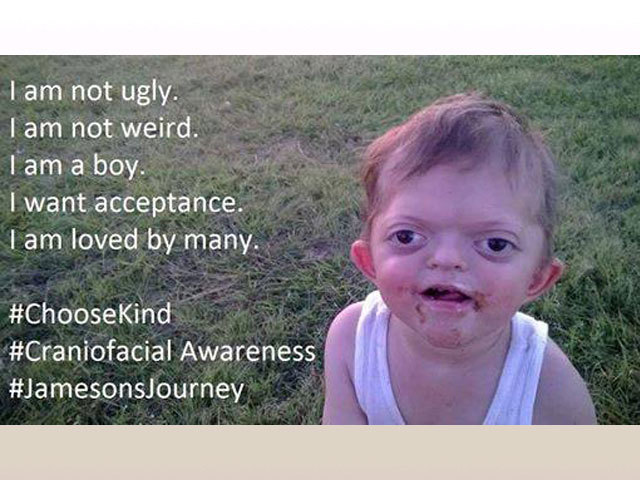 I am not ugly.
I am not weird.
I am a boy.
I want acceptance.
I am loved by many.
#ChooseKind
#Craniofacial Awareness
#JamesonsJourney